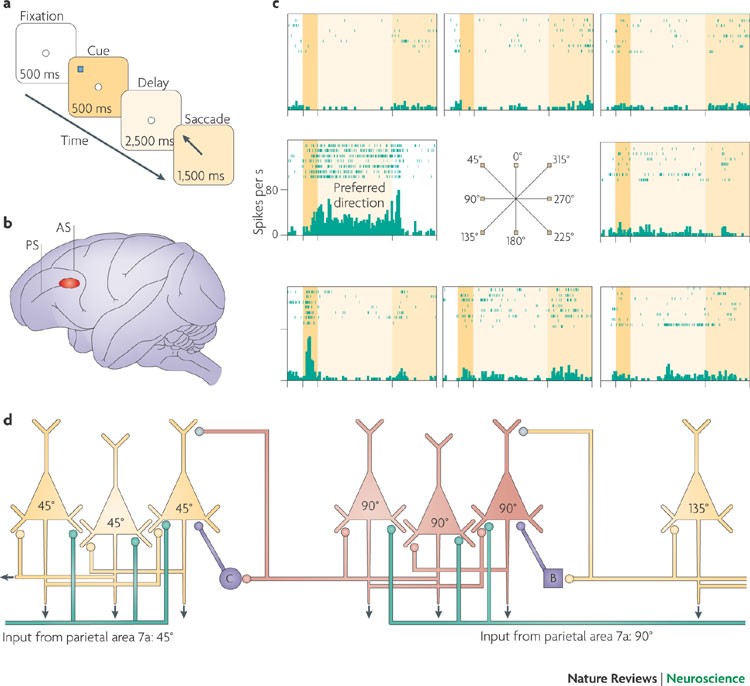 a
Fixation
500 ms
Cue
500 ms
Delay
2,500 ms
Saccade
1,500 ms
Time
b
PS
AS
c
Spikes per s
80
0
Preferred
direction
45°
0°
315°
90°
270°
135°
180°
225°
d
45°
45°
45°
90°
90°
90°
135°
C
B
Input from parietal area 7a: 45°
Input from parietal area 7a: 90°
Nature Reviews | Neuroscience